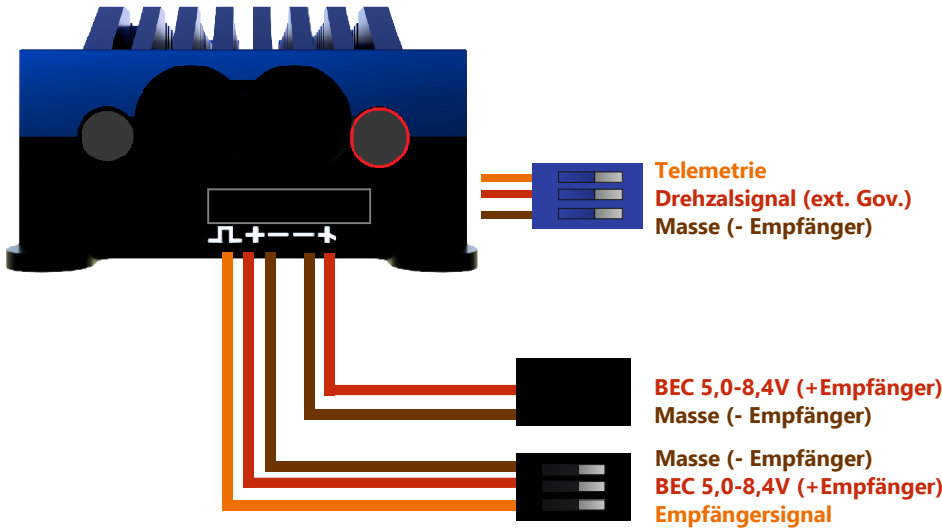 Telemetrie
Drehzalsignal (ext. Gov.)
Masse (- Empfänger)
+ − − +
BEC 5,0-8,4V (+Empfänger)
Masse (- Empfänger)
Masse (- Empfänger)
BEC 5,0-8,4V (+Empfänger)
Empfängersignal